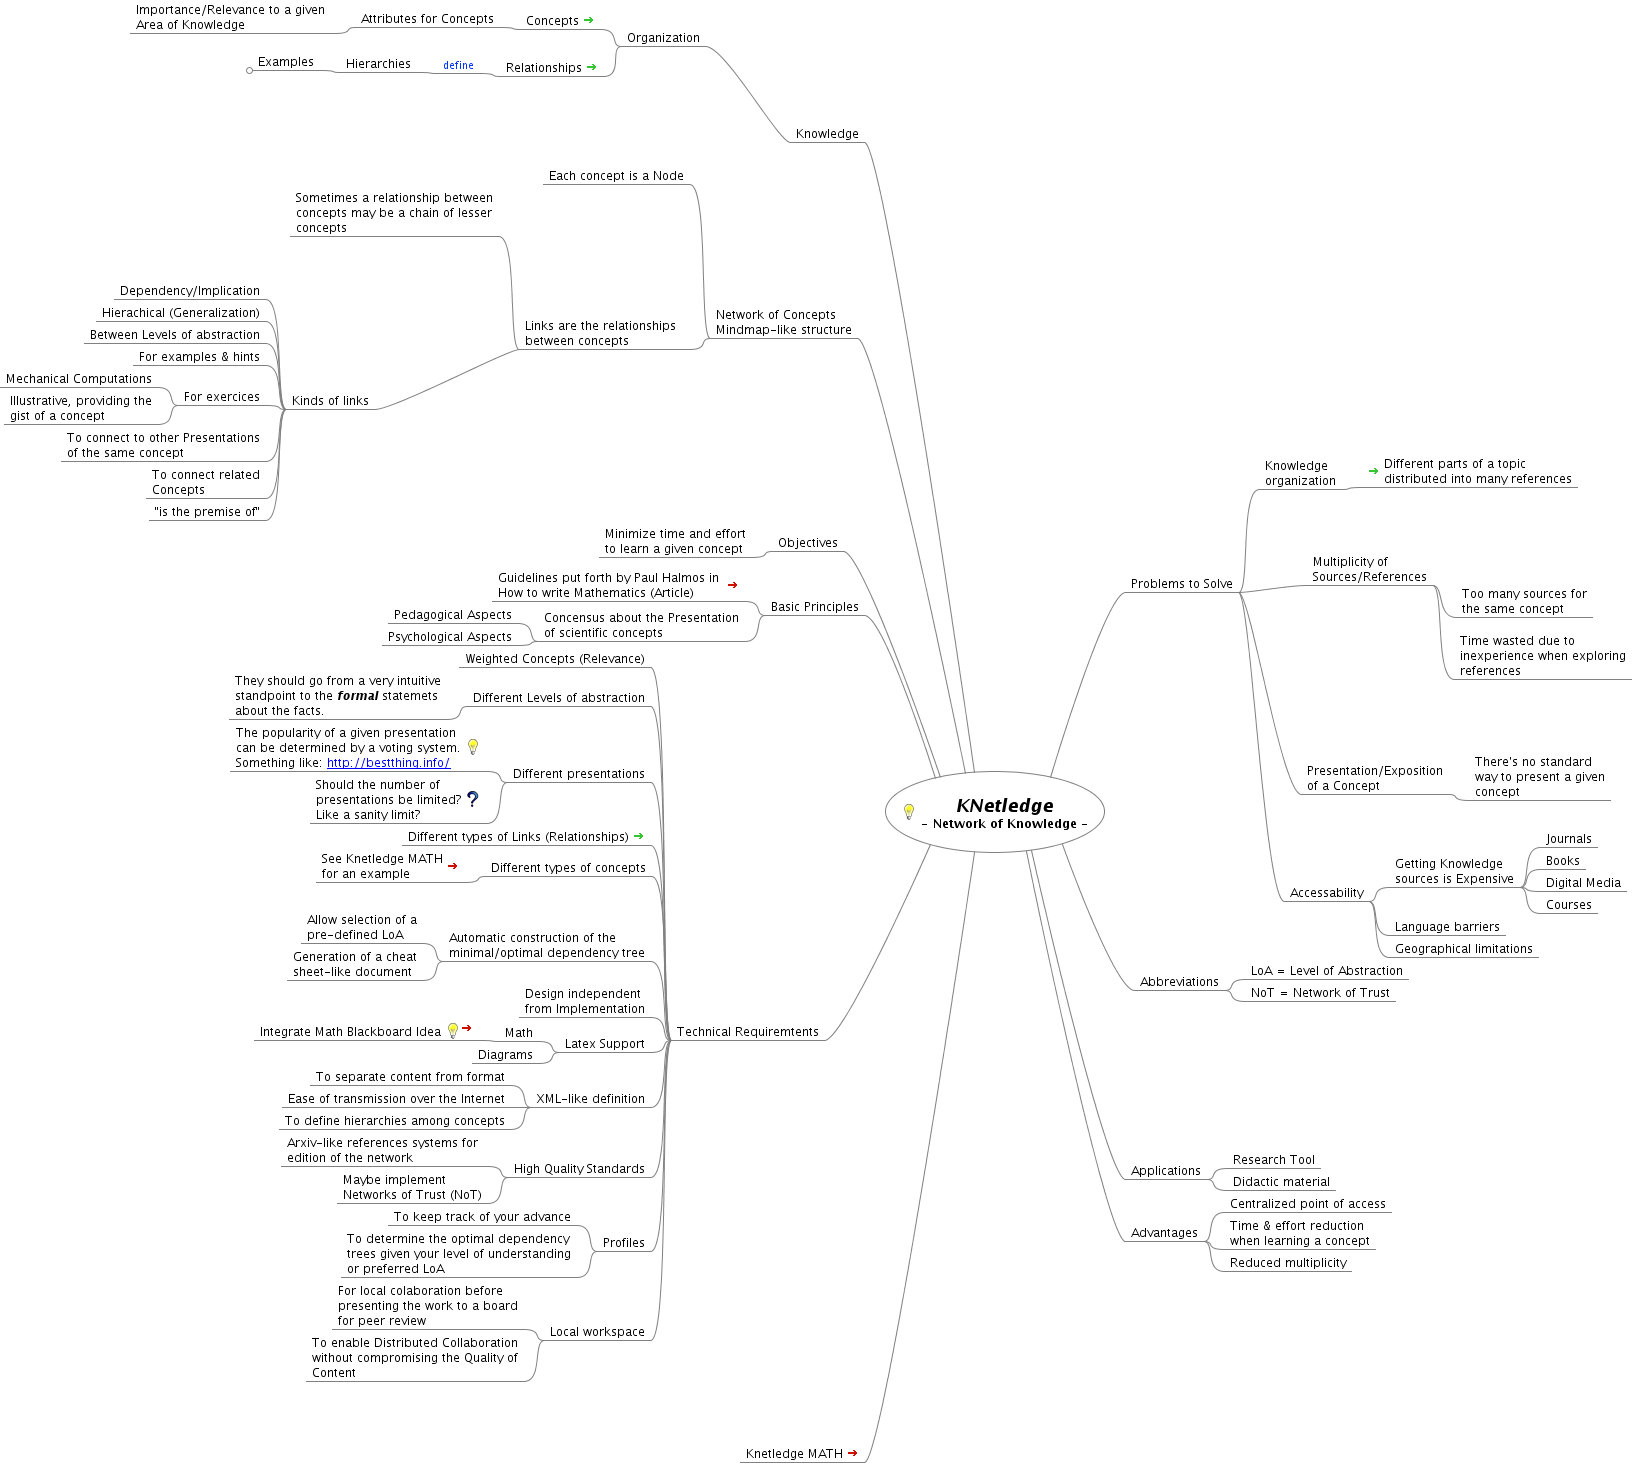 KNetledge
- Network of Knowledge -
Knowledge
Organization
Concepts
Attributes for Concepts
Importance/Relevance to a given
Area of Knowledge
Relationships
define
Hierarchies
Examples
Network of Concepts
Mindmap-like structure
Each concept is a Node
Links are the relationships
between concepts
Sometimes a relationship between
concepts may be a chain of lesser
concepts
Kinds of links
Dependency/Implication
Hierachical (Generalization)
Between Levels of abstraction
For examples & hints
For exercices
Mechanical Computations
Illustrative, providing the
gist of a concept
To connect to other Presentations
of the same concept
To connect related
Concepts
"is the premise of"
Objectives
Minimize time and effort
to learn a given concept
Basic Principles
Guidelines put forth by Paul Halmos in
How to write Mathematics (Article)
Concensus about the Presentation
of scientific concepts
Pedagogical Aspects
Psychological Aspects
Technical Requiremtents
Weighted Concepts (Relevance)
Different Levels of abstraction
They should go from a very intuitive
standpoint to the formal statemets
about the facts.
Different presentations
The popularity of a given presentation
can be determined by a voting system.
Something like: http://bestthing.info/
Should the number of
presentations be limited?
Like a sanity limit?
Different types of Links (Relationships)
Different types of concepts
See Knetledge MATH
for an example
Automatic construction of the
minimal/optimal dependency tree
Allow selection of a
pre-defined LoA
Generation of a cheat
sheet-like document
Design independent
from Implementation
Latex Support
Math
Integrate Math Blackboard Idea
Diagrams
XML-like definition
To separate content from format
Ease of transmission over the Internet
To define hierarchies among concepts
High Quality Standards
Arxiv-like references systems for
edition of the network
Maybe implement
Networks of Trust (NoT)
Profiles
To keep track of your advance
To determine the optimal dependency
trees given your level of understanding
or preferred LoA
Local workspace
For local colaboration before
presenting the work to a board
for peer review
To enable Distributed Collaboration
without compromising the Quality of
Content
Knetledge MATH
Problems to Solve
Knowledge
organization
Different parts of a topic
distributed into many references
Multiplicity of
Sources/References
Too many sources for
the same concept
Time wasted due to
inexperience when exploring
references
Presentation/Exposition
of a Concept
There's no standard
way to present a given
concept
Accessability
Getting Knowledge
sources is Expensive
Journals
Books
Digital Media
Courses
Language barriers
Geographical limitations
Abbreviations
LoA = Level of Abstraction
NoT = Network of Trust
Applications
Research Tool
Didactic material
Advantages
Centralized point of access
Time & effort reduction
when learning a concept
Reduced multiplicity